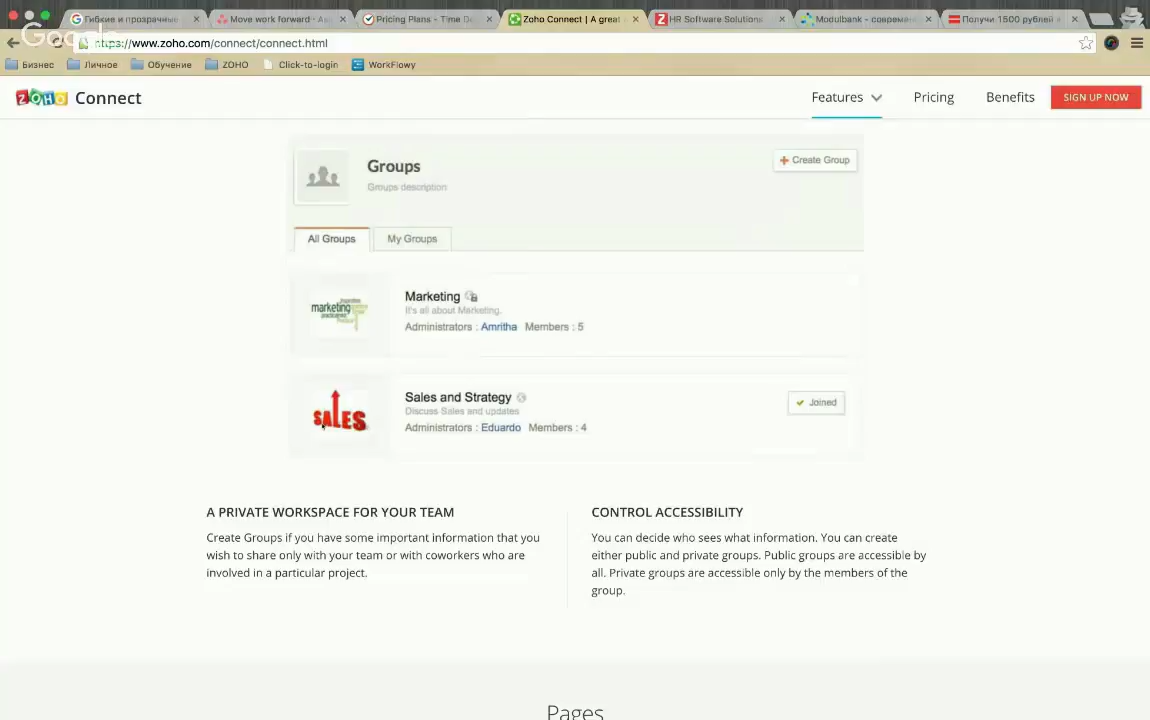 Гибкие и прозрачные
Move work forward - As
Pricing Plans - Time De
Zoho Connect | A great
HR Software Solutions
Modulbank - современ
Получи 1500 рублей
Google
https://www.zoho.com/connect/connect.html
Бизнес
Личное
Обучение
ZOHO
Click-to-login
WorkFlowy
ZOHO Connect
Features
Pricing
Benefits
SIGN UP NOW
Groups
Groups description
+ Create Group
All Groups
My Groups
marketing
Marketing
It's all about Marketing.
Administrators : Amritha Members : 5
SALES
Sales and Strategy
Discuss Sales and updates
Administrators : Eduardo Members : 4
Joined
A PRIVATE WORKSPACE FOR YOUR TEAM
Create Groups if you have some important information that you
wish to share only with your team or with coworkers who are
involved in a particular project.
CONTROL ACCESSIBILITY
You can decide who sees what information. You can create
either public and private groups. Public groups are accessible by
all. Private groups are accessible only by the members of the
group.
Pages